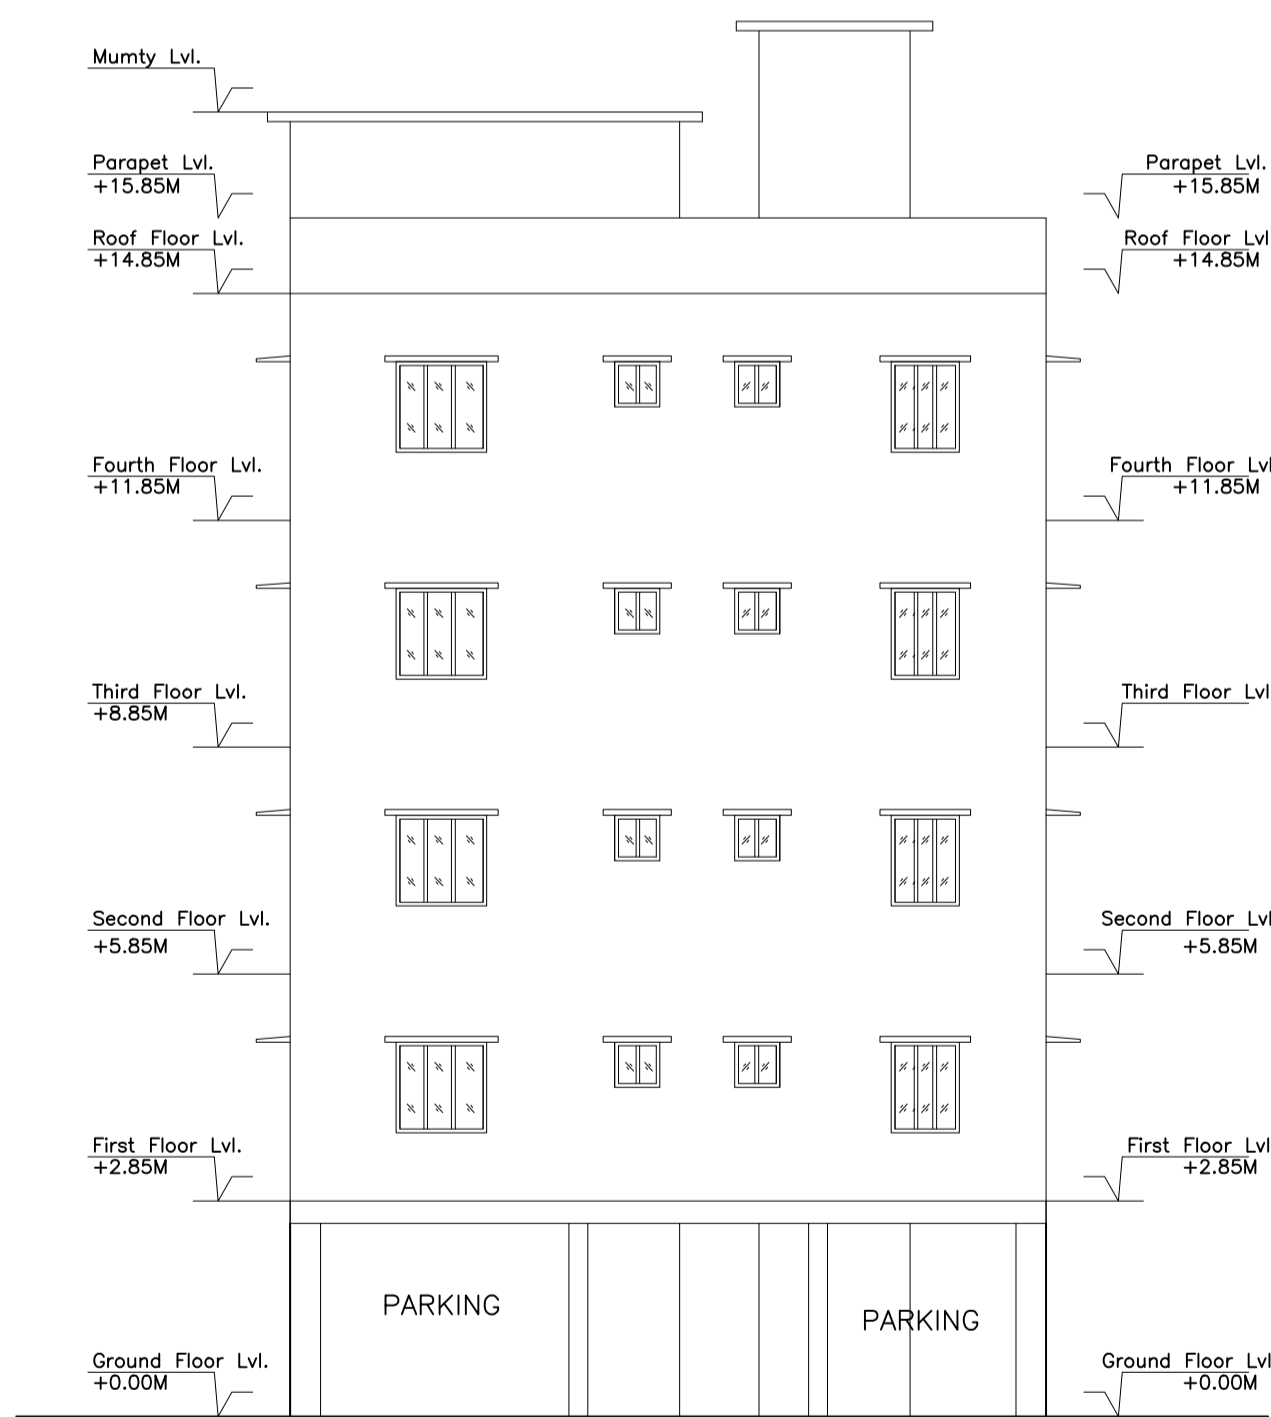 Mumty Lvl.
Parapet Lvl.
+15.85M
Parapet Lvl.
+15.85M
Roof Floor Lvl.
+14.85M
Roof Floor Lvl
+14.85M
Fourth Floor Lvl.
+11.85M
Fourth Floor Lvl
+11.85M
Third Floor Lvl.
+8.85M
Third Floor Lvl
Second Floor Lvl.
+5.85M
Second Floor Lvl
+5.85M
First Floor Lvl.
+2.85M
First Floor Lvl
+2.85M
PARKING
PARKING
Ground Floor Lvl.
+0.00M
Ground Floor Lvl
+0.00M